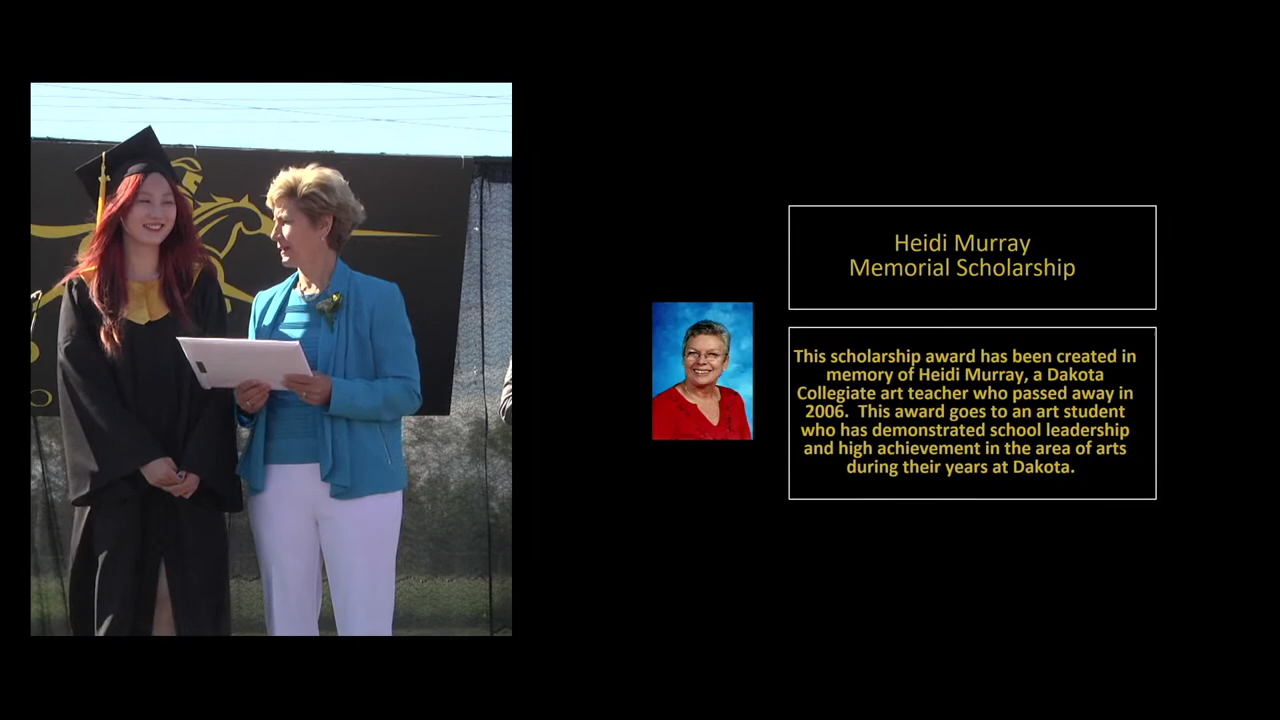 Heidi Murray
Memorial Scholarship
This scholarship award has been created in
memory of Heidi Murray, a Dakota
Collegiate art teacher who passed away in
2006.  This award goes to an art student
who has demonstrated school leadership
and high achievement in the area of arts
during their years at Dakota.